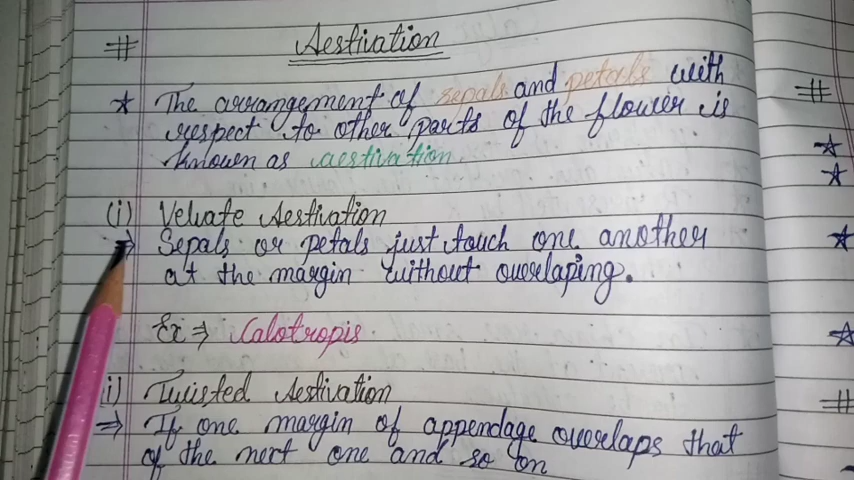 # Aestivation
★ The arrangement of sepals and petals with
respect to other parts of the flower is
known as aestivation.
(i) Velvate Aestivation
⇒ Sepals or petals just touch one another
at the margin without overlaping.
Ex ⇒ Calotropis
i) Twisted Aestivation
⇒ If one margin of appendage overlaps that
of the next one and so on
#
★
★
★
★
#